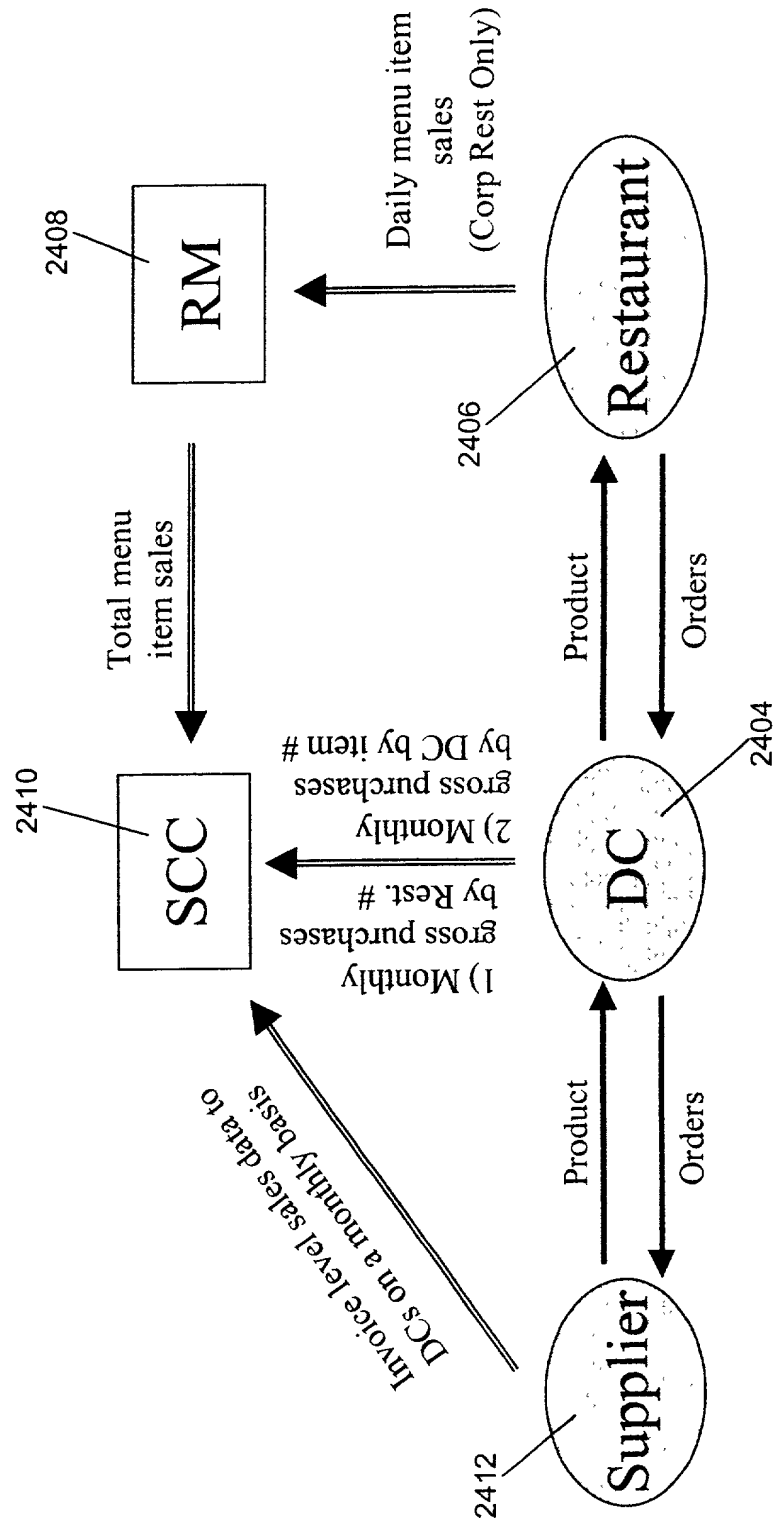 2410
SCC
Total menu
item sales
2408
RM
Invoice level sales data to
DCs on a monthly basis
1) Monthly
gross purchases
by Rest. #
2) Monthly
gross purchases
by DC by item #
Daily menu item
sales
(Corp Rest Only)
2412
Supplier
Product
Orders
DC
2404
Product
Orders
2406
Restaurant